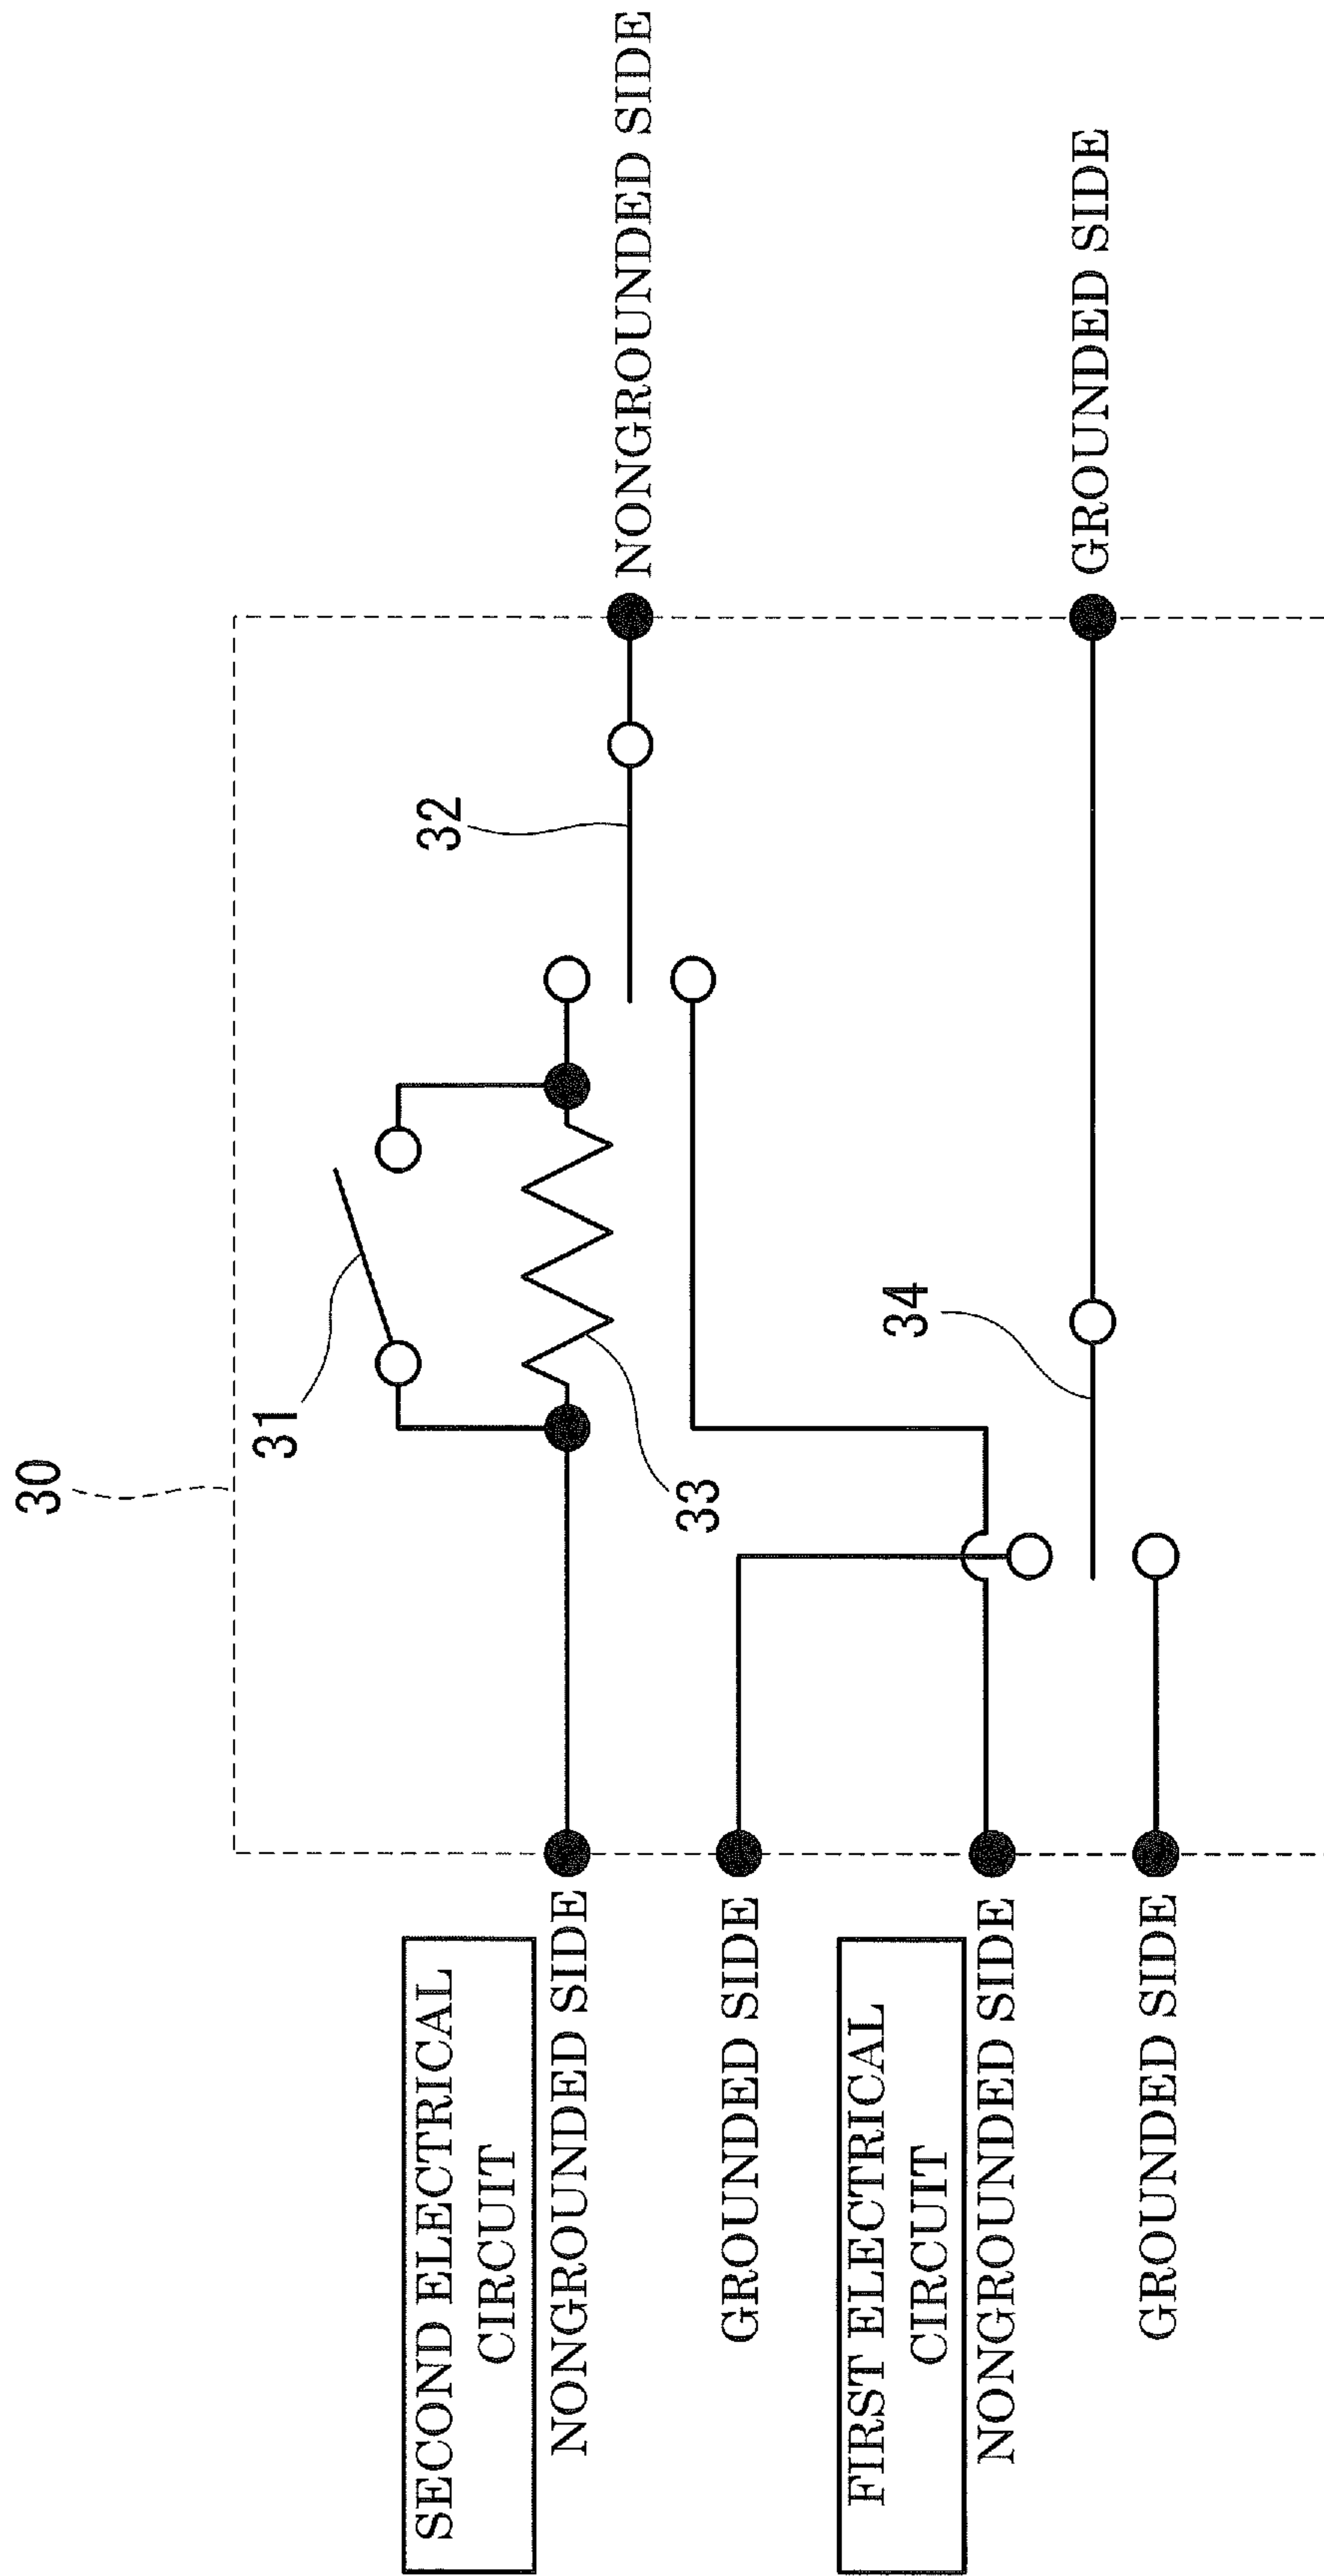 30
31
32
33
34
SECOND ELECTRICAL
CIRCUIT
NONGROUNDED SIDE
GROUNDED SIDE
FIRST ELECTRICAL
CIRCUIT
NONGROUNDED SIDE
GROUNDED SIDE
NONGROUNDED SIDE
GROUNDED SIDE